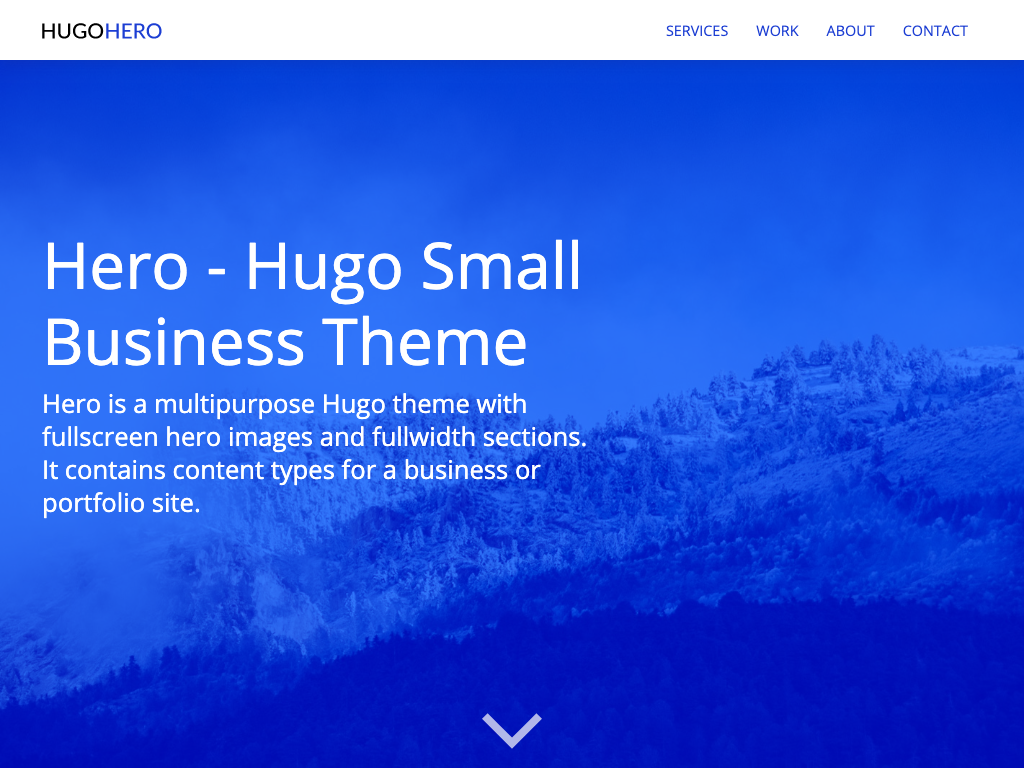 HUGOHERO
SERVICES WORK ABOUT CONTACT
Hero - Hugo Small
Business Theme
Hero is a multipurpose Hugo theme with
fullscreen hero images and fullwidth sections.
It contains content types for a business or
portfolio site.